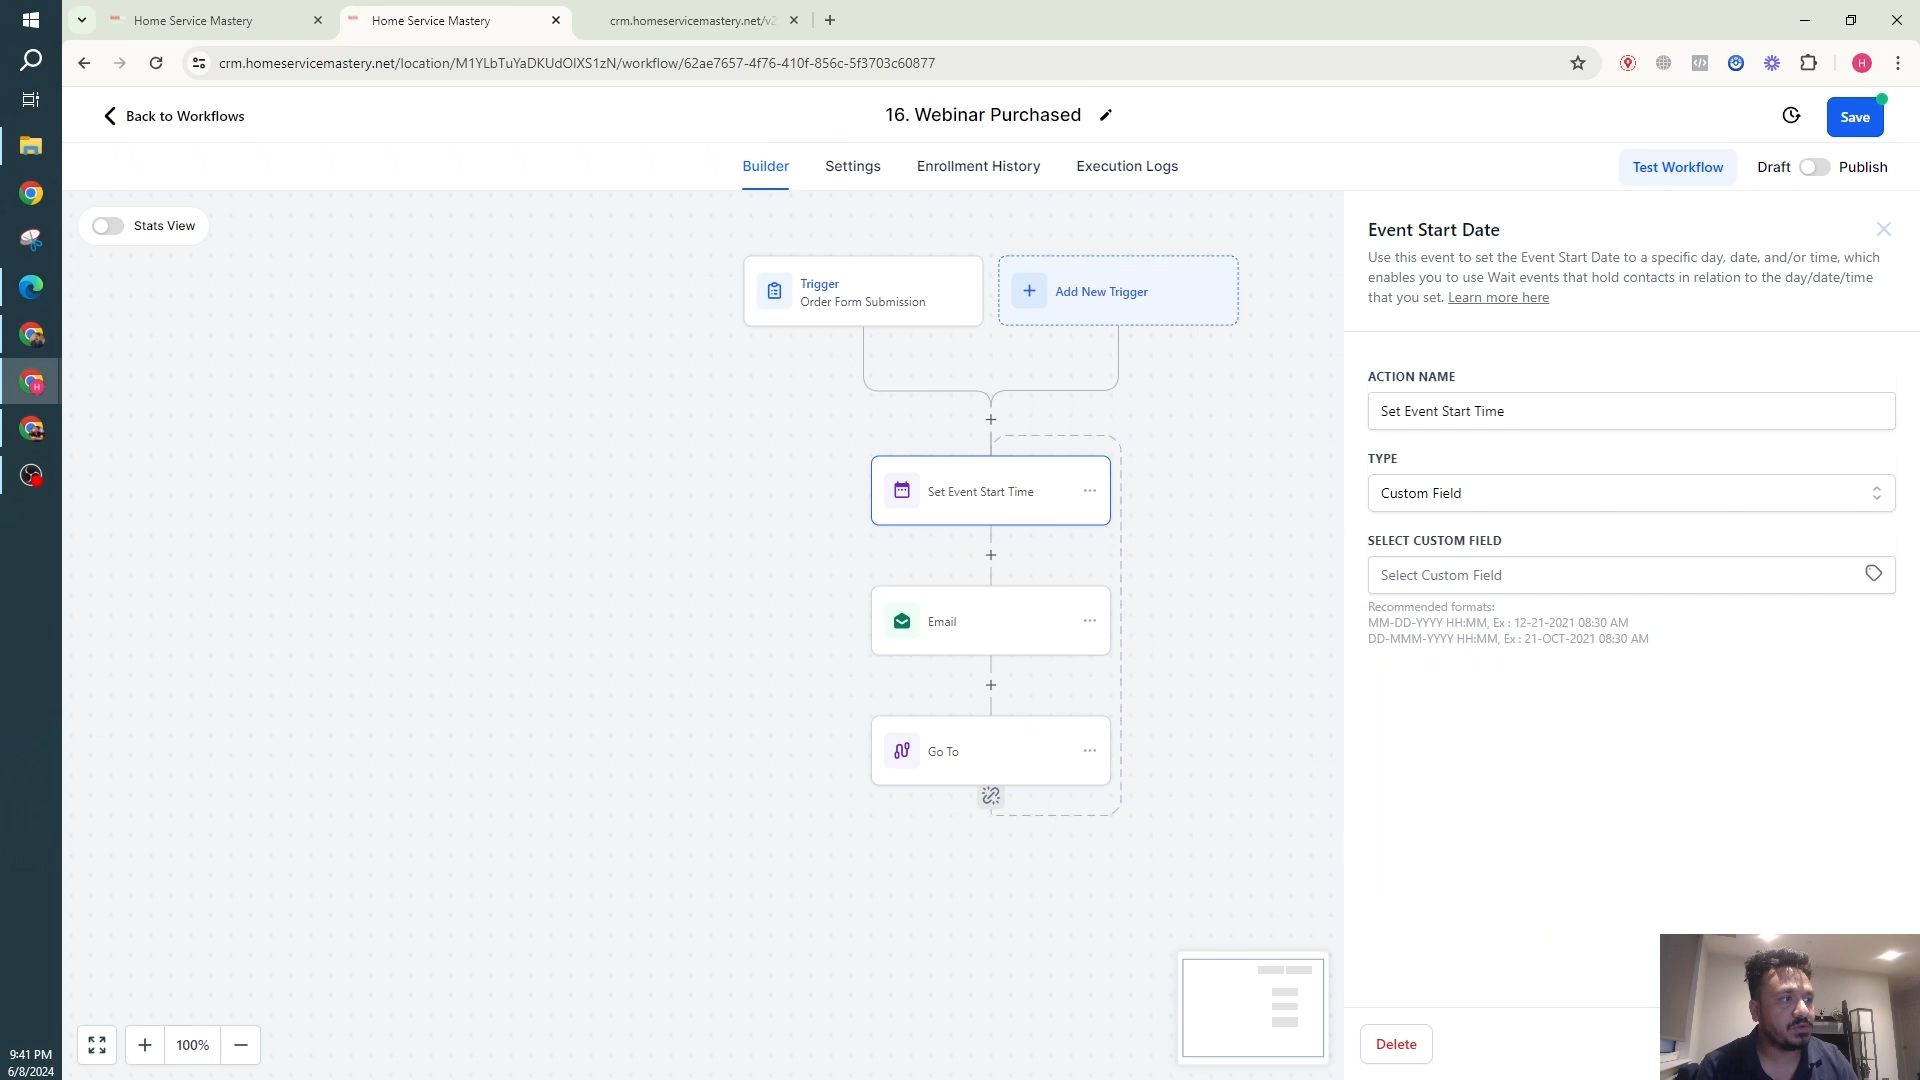 Home Service Mastery
Home Service Mastery
crm.homeservicemastery.net/v2
crm.homeservicemastery.net/location/M1YLbTuYaDKUdOIXS1zN/workflow/62ae7657-4f76-410f-856c-5f3703c60877
H
Back to Workflows
16. Webinar Purchased
Save
Builder
Settings
Enrollment History
Execution Logs
Test Workflow
Draft
Publish
Stats View
Trigger
Order Form Submission
Add New Trigger
Set Event Start Time
Email
Go To
100%
Event Start Date
Use this event to set the Event Start Date to a specific day, date, and/or time, which
enables you to use Wait events that hold contacts in relation to the day/date/time
that you set. Learn more here
ACTION NAME
Set Event Start Time
TYPE
Custom Field
SELECT CUSTOM FIELD
Select Custom Field
Recommended formats:
MM-DD-YYYY HH:MM, Ex : 12-21-2021 08:30 AM
DD-MMM-YYYY HH:MM, Ex : 21-OCT-2021 08:30 AM
Delete
9:41 PM
6/8/2024